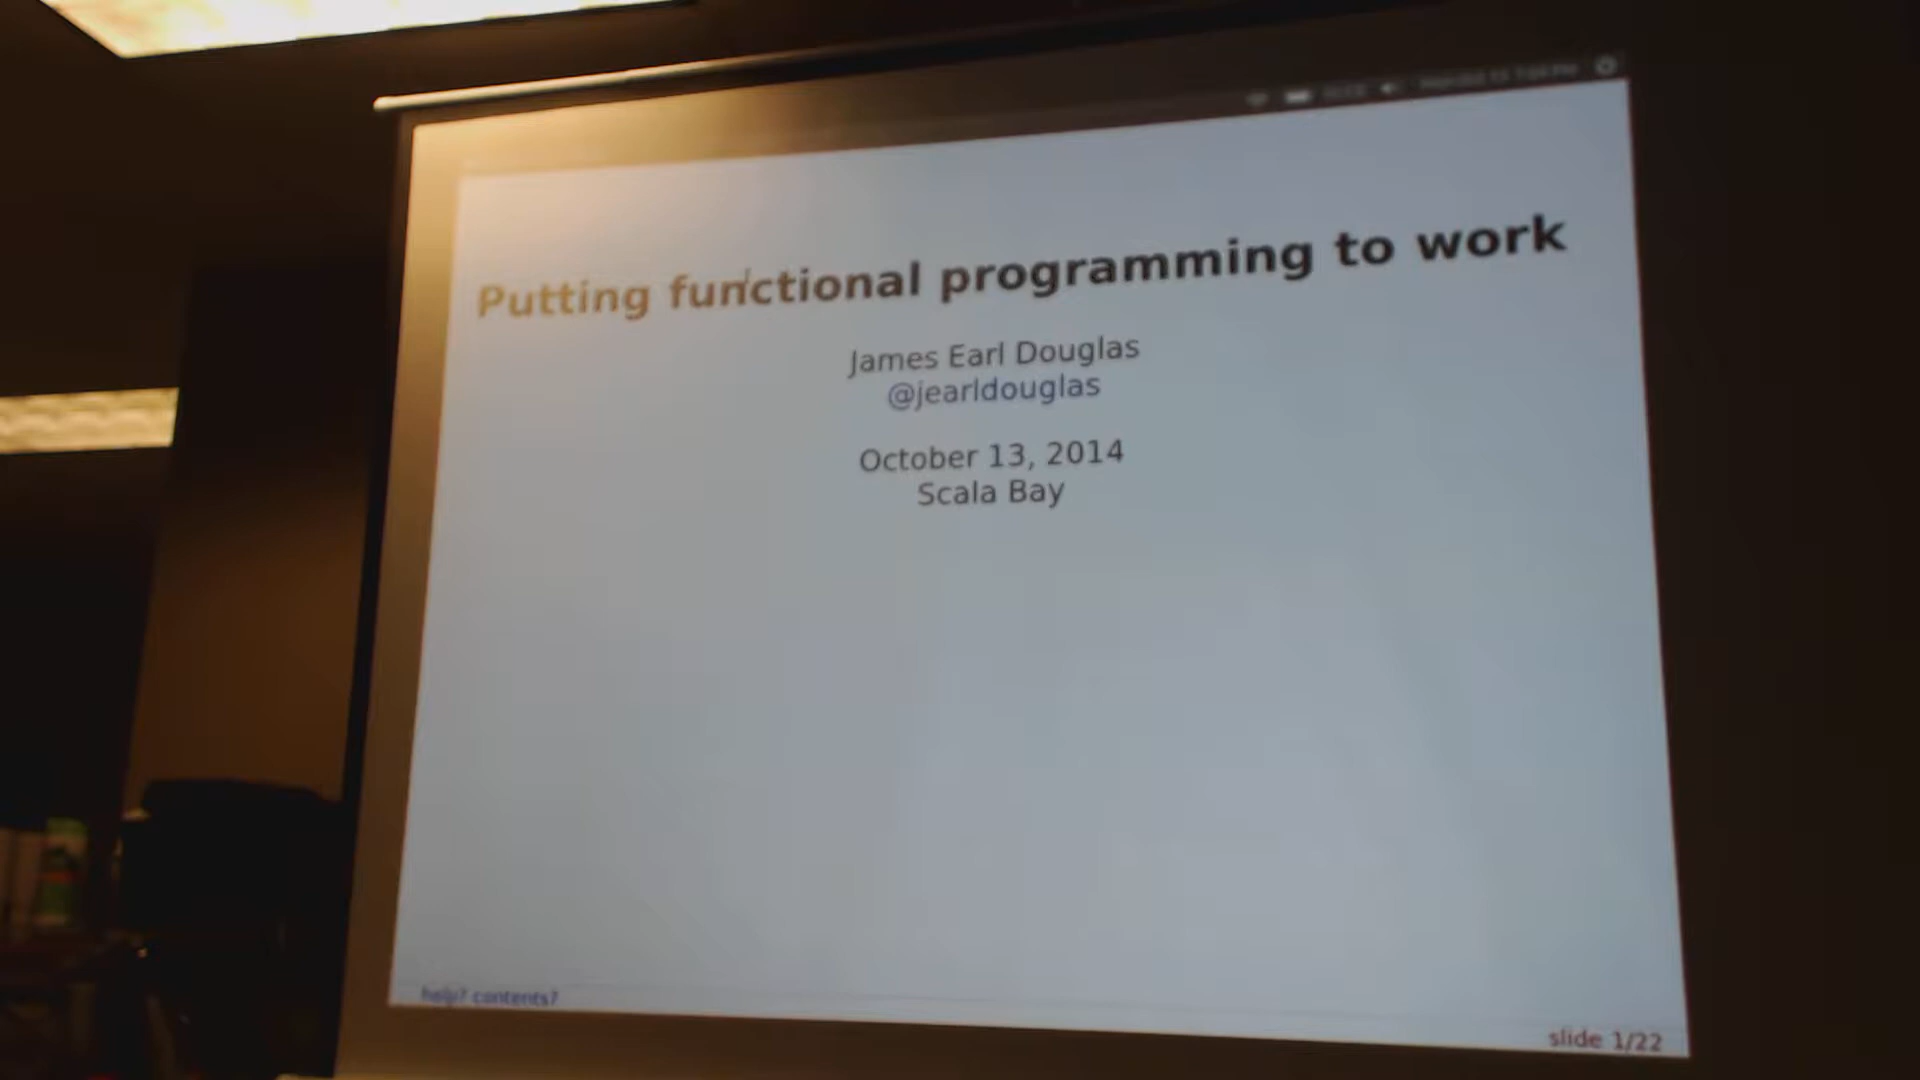 Putting functional programming to work
James Earl Douglas
@jearldouglas
October 13, 2014
Scala Bay
help? contents?
slide 1/22